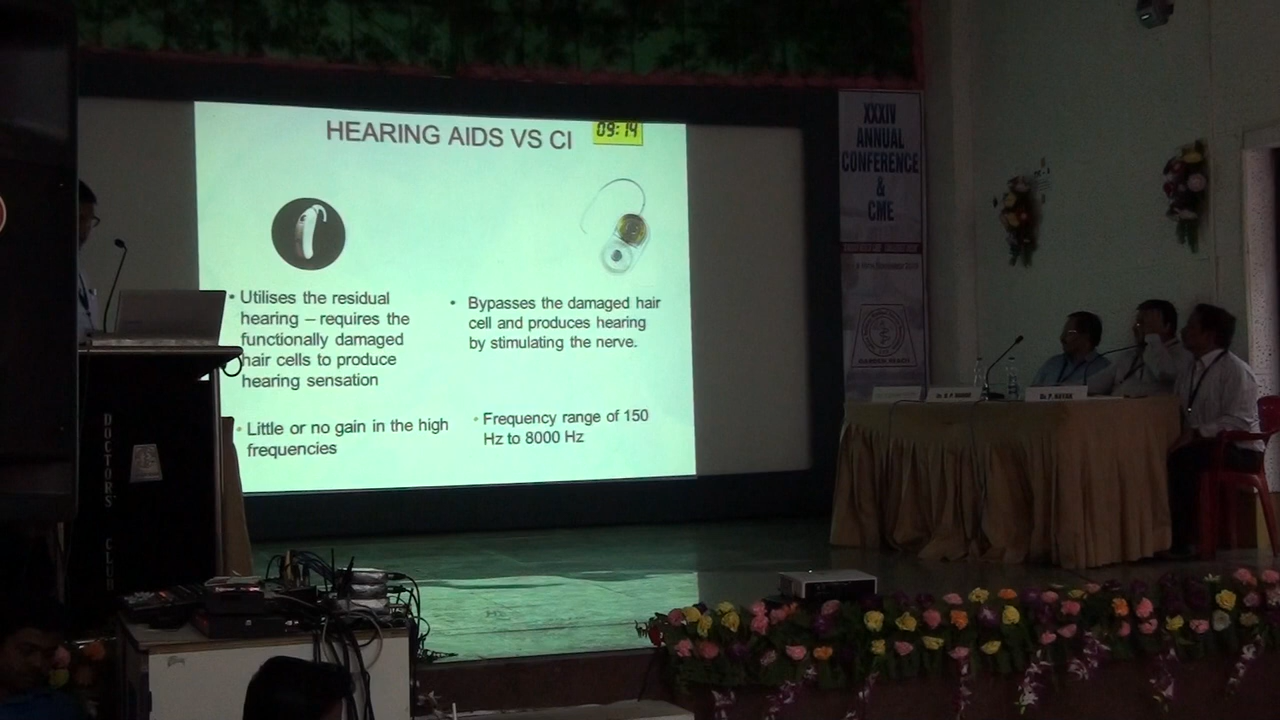 HEARING AIDS VS CI
09:14
• Utilises the residual
hearing – requires the
functionally damaged
hair cells to produce
hearing sensation
• Little or no gain in the high
frequencies
• Bypasses the damaged hair
cell and produces hearing
by stimulating the nerve.
• Frequency range of 150
Hz to 8000 Hz
XXXIV
ANNUAL
CONFERENCE
&
CME
Dr. P. NAYAK
DOCTORS' CLUB